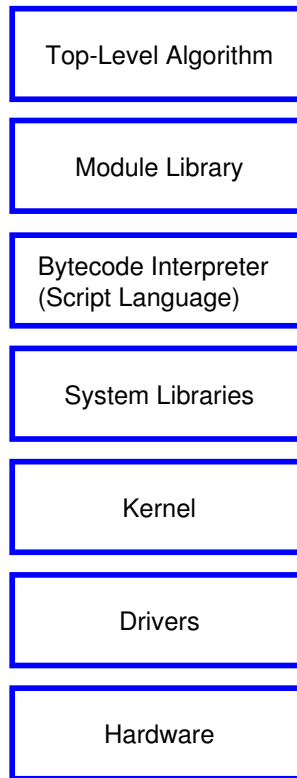 Top-Level Algorithm
Module Library
Bytecode Interpreter
(Script Language)
System Libraries
Kernel
Drivers
Hardware